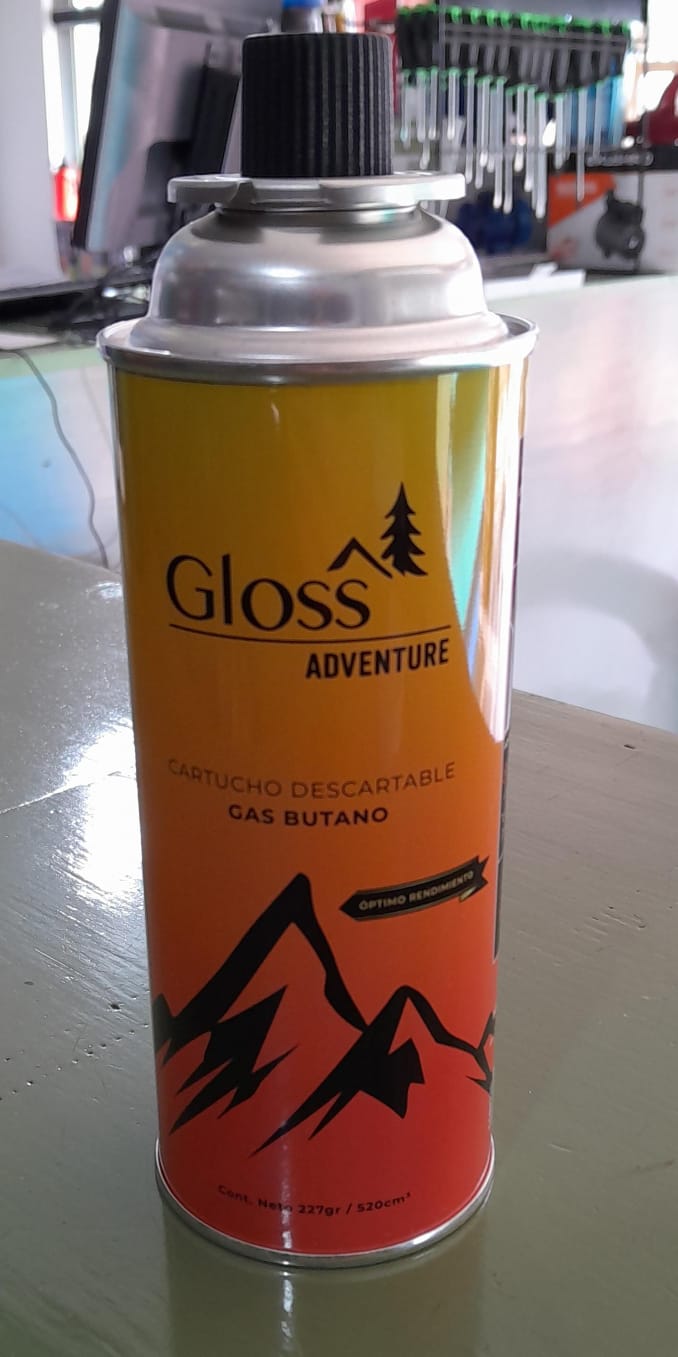 Gloss
ADVENTURE
CARTUCHO DESCARTABLE
GAS BUTANO
ÓPTIMO RENDIMIENTO
Cont. Neto 227gr / 520cm³